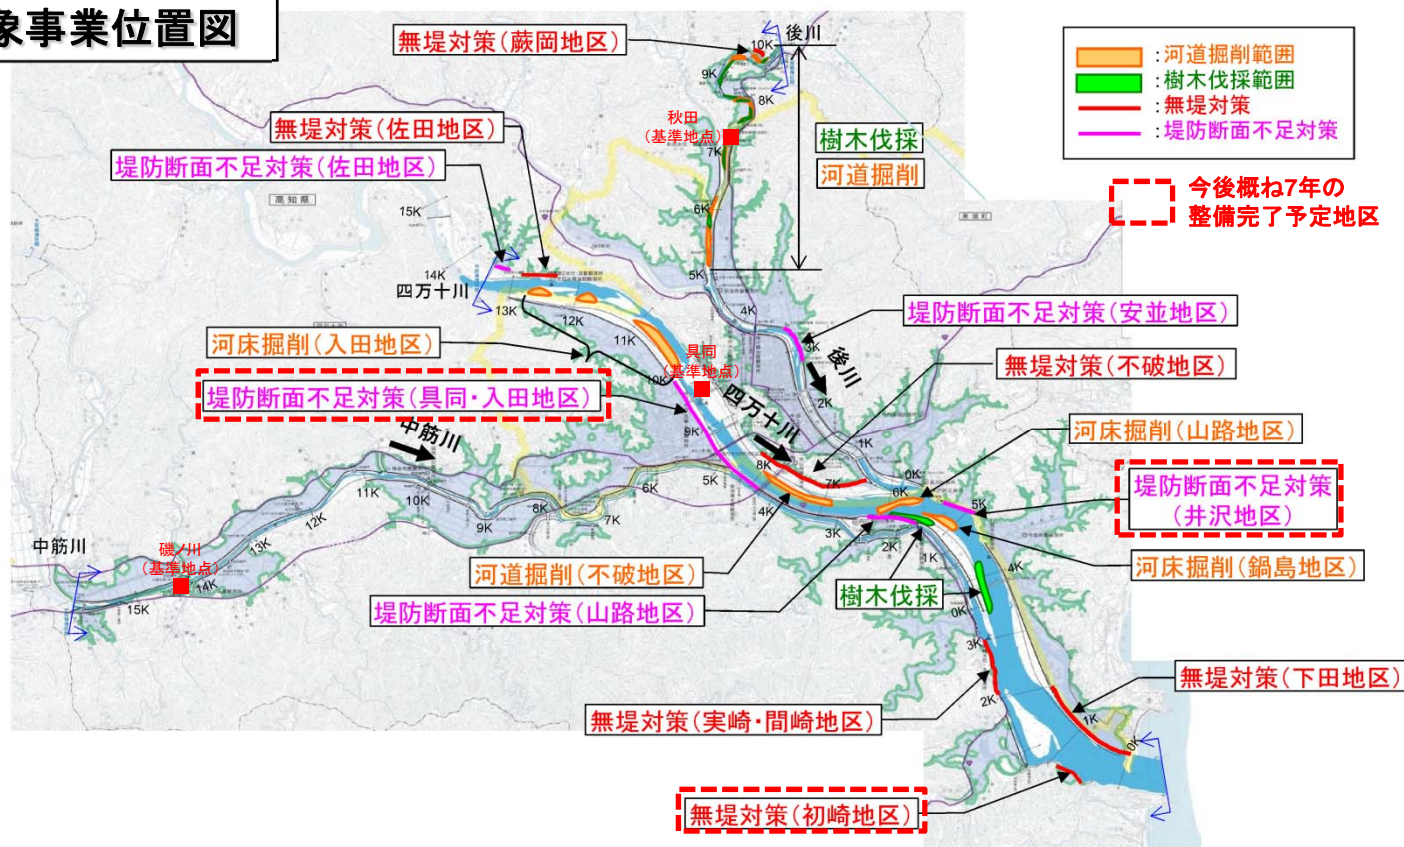 象事業位置図
無堤対策(蕨岡地区)
後川
10K
9K
8K
秋田
(基準地点)
7K
6K
5K
樹木伐採
河道掘削
：河道掘削範囲
：樹木伐採範囲
：無堤対策
：堤防断面不足対策
今後概ね7年の
整備完了予定地区
無堤対策(佐田地区)
堤防断面不足対策(佐田地区)
高知県
15K
14K
四万十川
13K
12K
11K
10K
9K
8K
7K
6K
5K
4K
3K
2K
1K
0K
河床掘削(入田地区)
具同
(基準地点)
堤防断面不足対策(具同・入田地区)
4K
3K
2K
1K
0K
後川
四万十川
堤防断面不足対策(安並地区)
無堤対策(不破地区)
河床掘削(山路地区)
堤防断面不足対策
(井沢地区)
河床掘削(鍋島地区)
中筋川
中筋川
磯ノ川
(基準地点)
15K
14K
13K
12K
11K
10K
9K
8K
7K
6K
5K
4K
3K
2K
1K
0K
河道掘削(不破地区)
堤防断面不足対策(山路地区)
樹木伐採
無堤対策(下田地区)
無堤対策(実崎・間崎地区)
無堤対策(初崎地区)